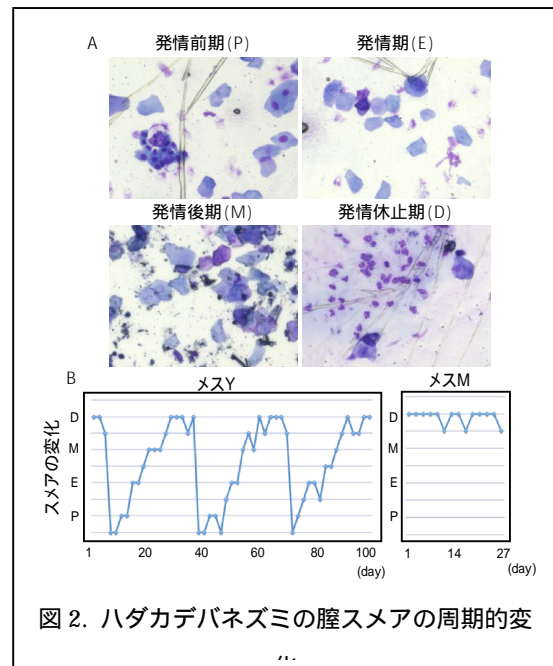 A 発情前期(P) 発情期(E)
発情後期(M) 発情休止期(D)
B メスY メスM
スメアの変化
D
M
E
P
1 20 40 60 80 100
(day)
D
M
E
P
1 14 27
(day)
図 2. ハダカデバネズミの膣スメアの周期的変